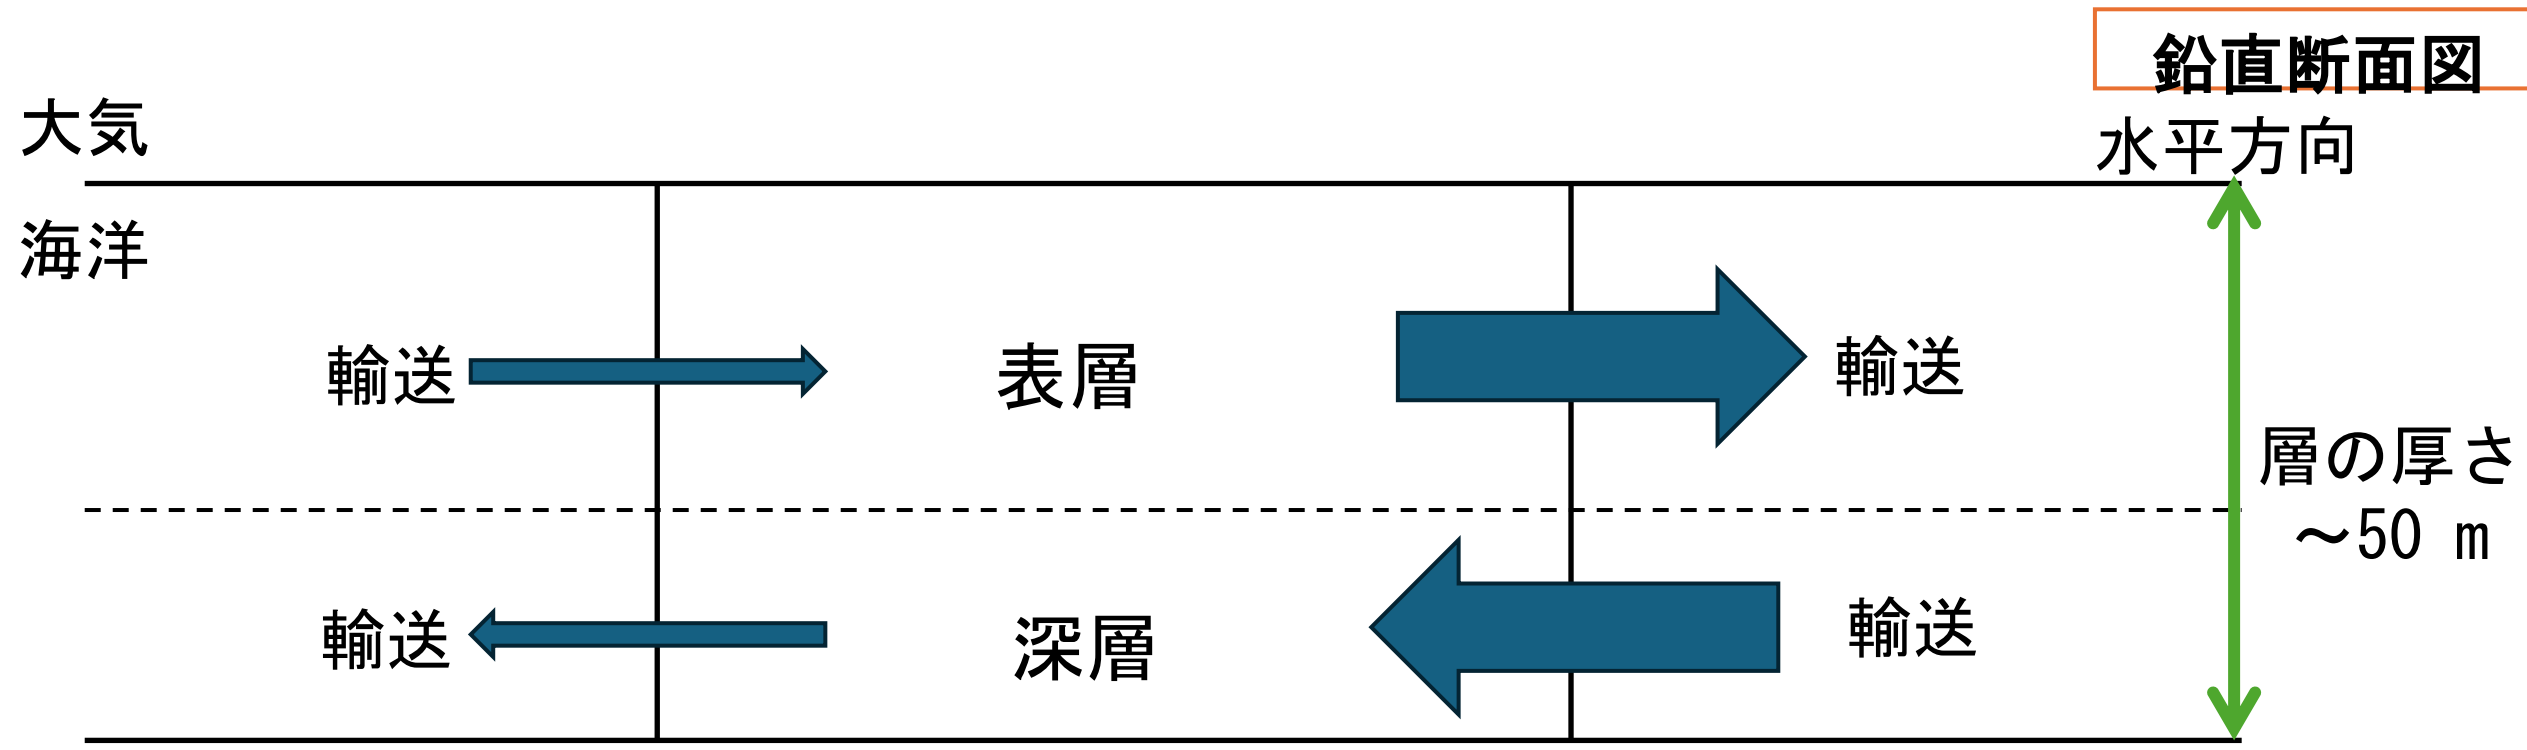 鉛直断面図
大気
水平方向
海洋
輸送
表層
輸送
層の厚さ
～50 m
輸送
深層
輸送